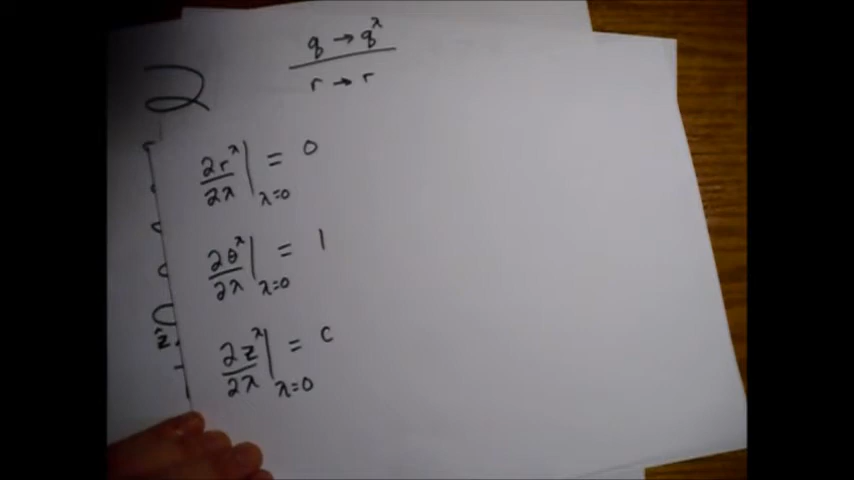 2
q → q^λ
r → r
∂r^λ/∂λ |λ=0 = 0
∂θ^λ/∂λ |λ=0 = 1
∂z^λ/∂λ |λ=0 = c
ẑ